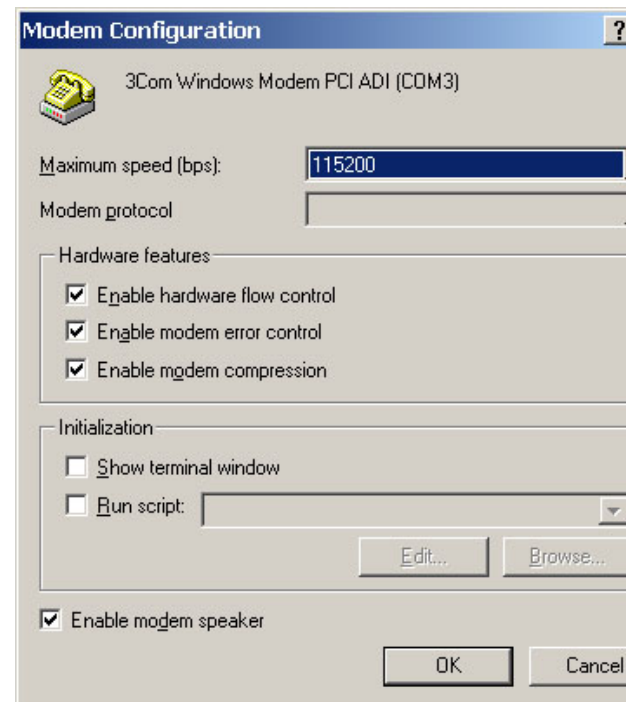 Modem Configuration ?
3Com Windows Modem PCI ADI (COM3)
Maximum speed (bps): 115200
Modem protocol
Hardware features
Enable hardware flow control
Enable modem error control
Enable modem compression
Initialization
Show terminal window
Run script:
Edit... Browse...
Enable modem speaker
OK Cancel